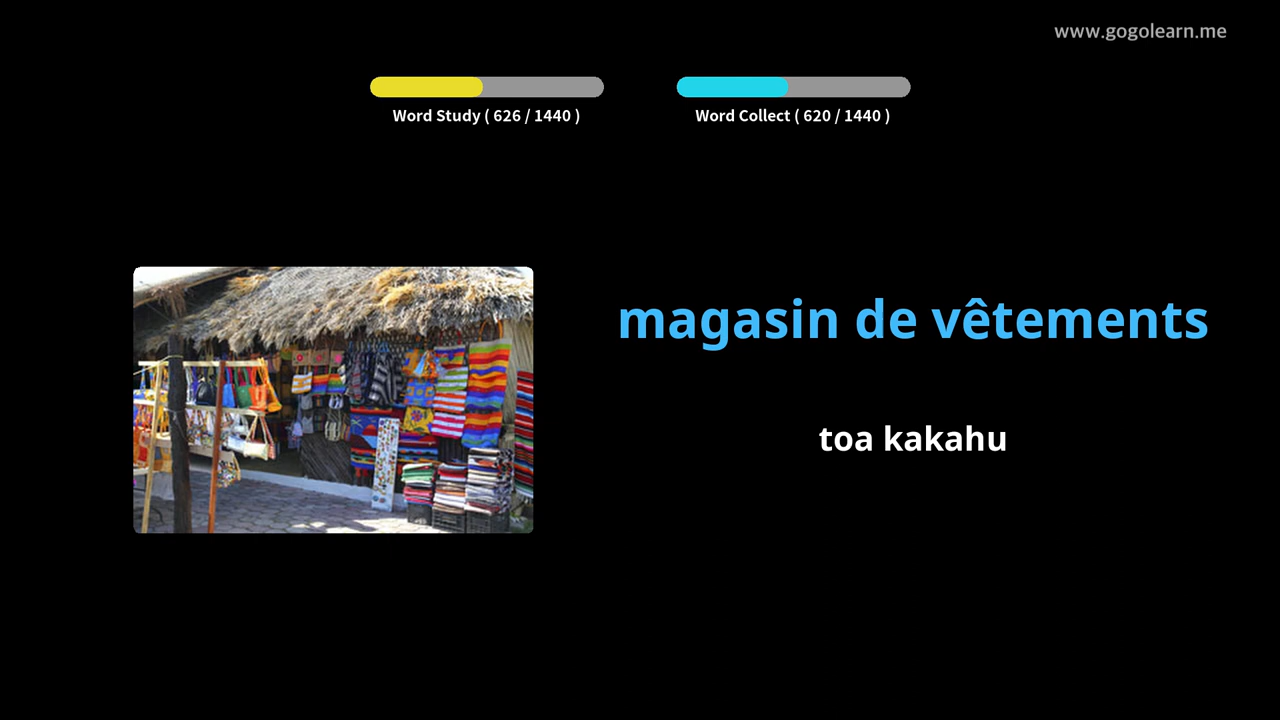 www.gogolearn.me
Word Study ( 626 / 1440 )
Word Collect ( 620 / 1440 )
magasin de vêtements
toa kakahu